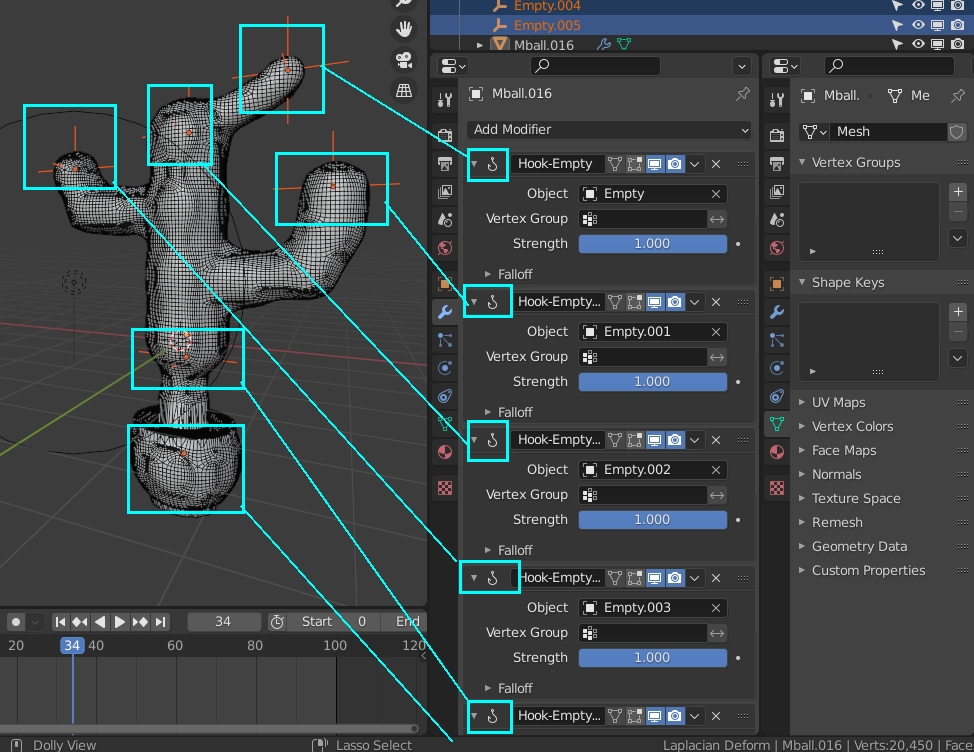 Empty.004
Empty.005
Mball.016
Mball.016
Mball.
Me
Add Modifier
Mesh
Hook-Empty
Vertex Groups
Object
Empty
Vertex Group
Strength
1.000
Falloff
Shape Keys
Hook-Empty...
Object
Empty.001
Vertex Group
Strength
1.000
Falloff
UV Maps
Vertex Colors
Hook-Empty...
Face Maps
Object
Empty.002
Normals
Vertex Group
Texture Space
Strength
1.000
Remesh
Falloff
Geometry Data
Custom Properties
Hook-Empty...
Object
Empty.003
Vertex Group
Strength
1.000
Falloff
Hook-Empty...
34
Start
0
End
20
34
40
60
80
100
120
Dolly View
Lasso Select
Laplacian Deform | Mball.016 | Verts:20,450 | Face